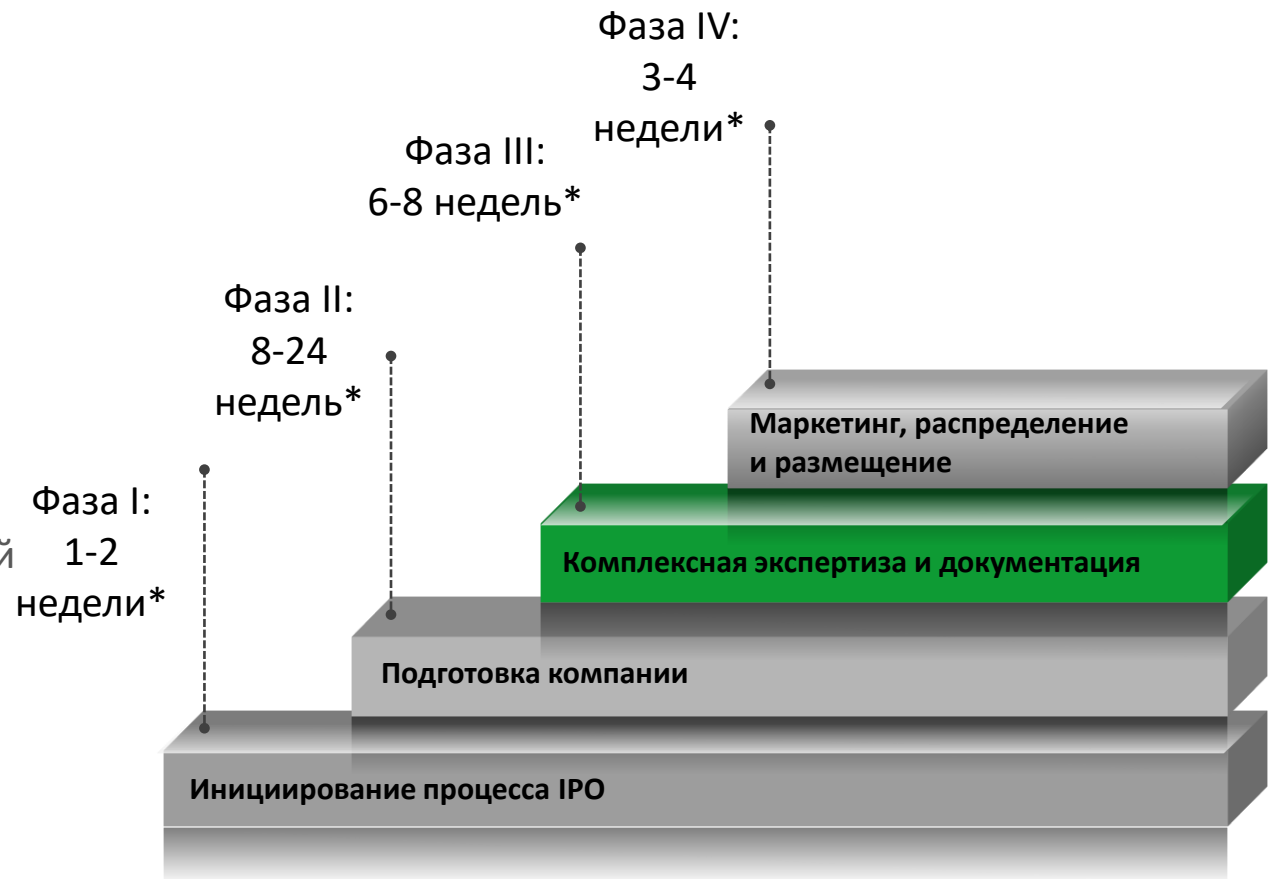 Фаза IV:
3-4
недели*
Фаза III:
6-8 недель*
Фаза II:
8-24
недель*
Фаза I:
й 1-2
недели*
Маркетинг, распределение
и размещение
Комплексная экспертиза и документация
Подготовка компании
Инициирование процесса IPO